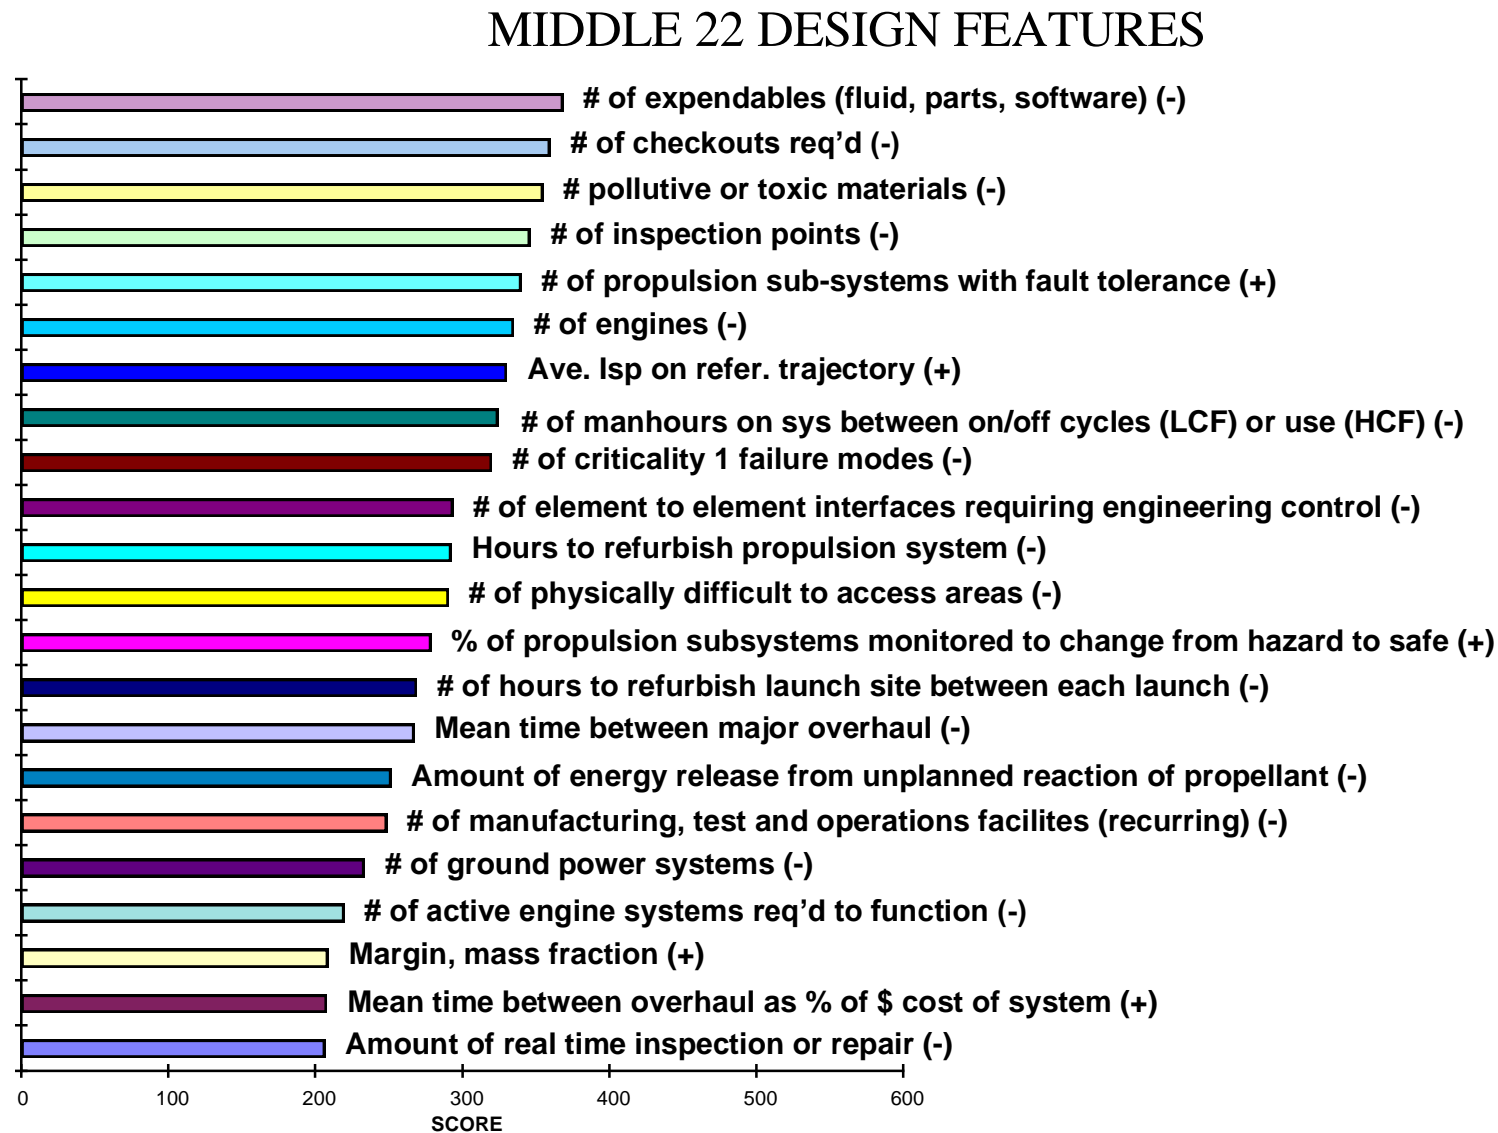 MIDDLE 22 DESIGN FEATURES
# of expendables (fluid, parts, software) (-)
# of checkouts req’d (-)
# pollutive or toxic materials (-)
# of inspection points (-)
# of propulsion sub-systems with fault tolerance (+)
# of engines (-)
Ave. Isp on refer. trajectory (+)
# of manhours on sys between on/off cycles (LCF) or use (HCF) (-)
# of criticality 1 failure modes (-)
# of element to element interfaces requiring engineering control (-)
Hours to refurbish propulsion system (-)
# of physically difficult to access areas (-)
% of propulsion subsystems monitored to change from hazard to safe (+)
# of hours to refurbish launch site between each launch (-)
Mean time between major overhaul (-)
Amount of energy release from unplanned reaction of propellant (-)
# of manufacturing, test and operations facilites (recurring) (-)
# of ground power systems (-)
# of active engine systems req’d to function (-)
Margin, mass fraction (+)
Mean time between overhaul as % of $ cost of system (+)
Amount of real time inspection or repair (-)
0 100 200 300 400 500 600
SCORE